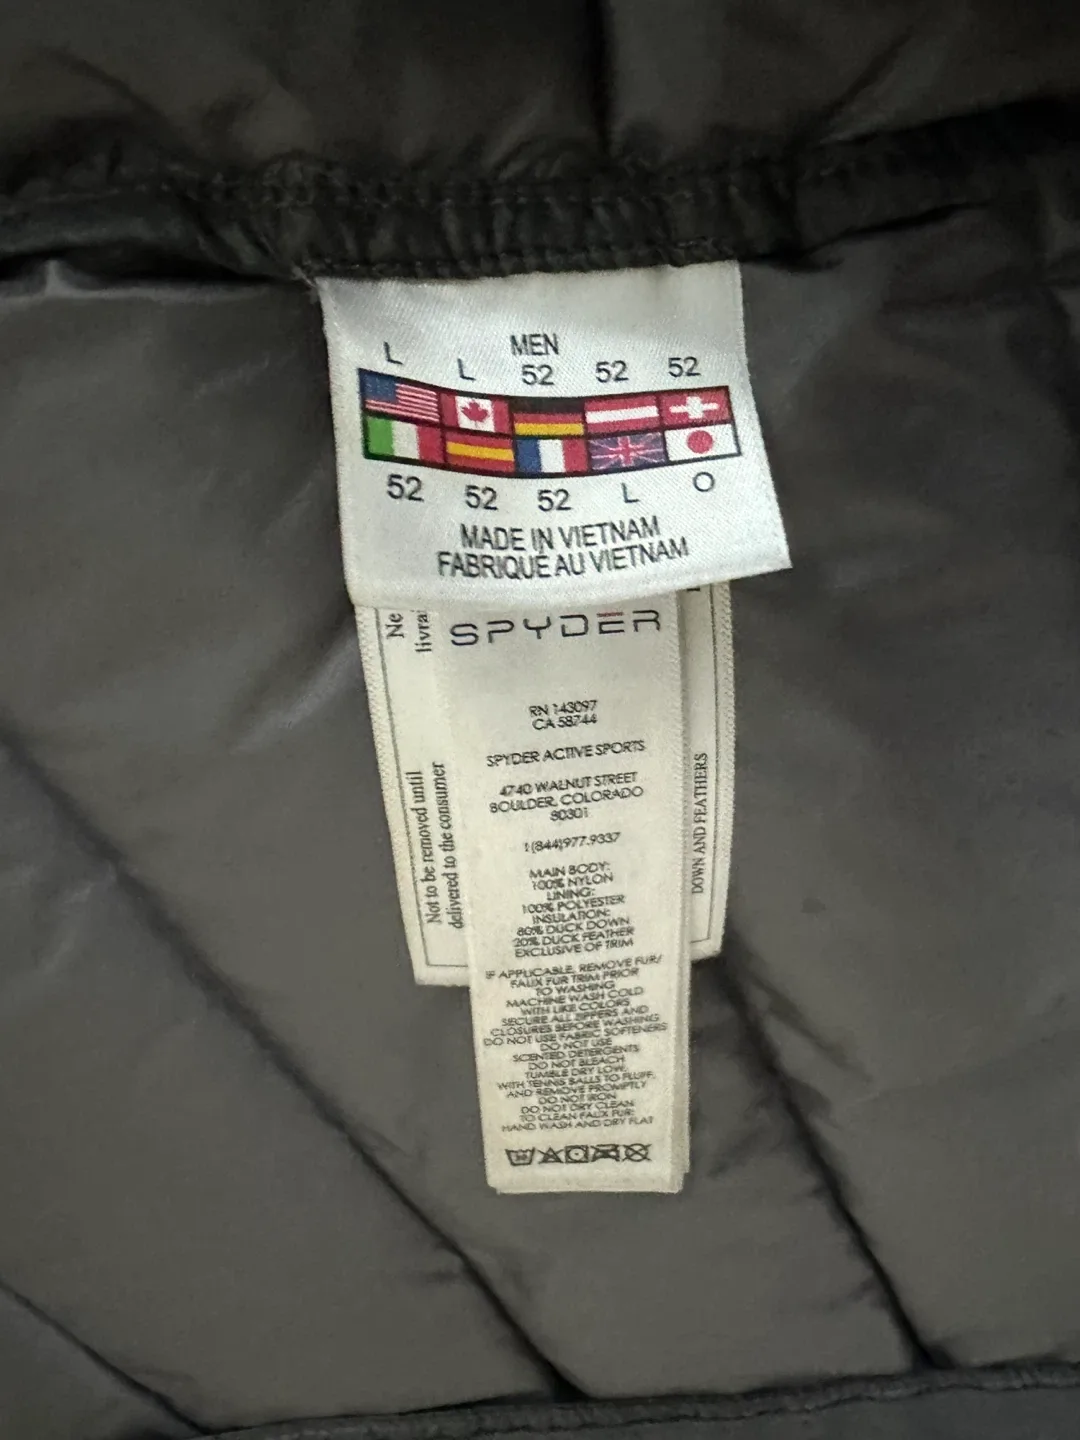 MEN
L L 52 52 52
52 52 52 L O
MADE IN VIETNAM
FABRIQUÉ AU VIETNAM
Ne
livra
SPYDER
RN 143097
CA 58744
SPYDER ACTIVE SPORTS
4740 WALNUT STREET
BOULDER, COLORADO
80301
1(844)977.9337
MAIN BODY:
100% NYLON
LINING:
100% POLYESTER
INSULATION:
80% DUCK DOWN
20% DUCK FEATHER
EXCLUSIVE OF TRIM
IF APPLICABLE, REMOVE FUR/
FAUX FUR TRIM PRIOR
TO WASHING
MACHINE WASH COLD
WITH LIKE COLORS
SECURE ALL ZIPPERS AND
CLOSURES BEFORE WASHING
DO NOT USE FABRIC SOFTENERS
DO NOT USE
SCENTED DETERGENTS
DO NOT BLEACH
TUMBLE DRY LOW,
WITH TENNIS BALLS TO FLUFF,
AND REMOVE PROMPTLY
DO NOT IRON
DO NOT DRY CLEAN
TO CLEAN FAUX FUR:
HAND WASH AND DRY FLAT
Not to be removed until
delivered to the consumer
DOWN AND FEATHERS